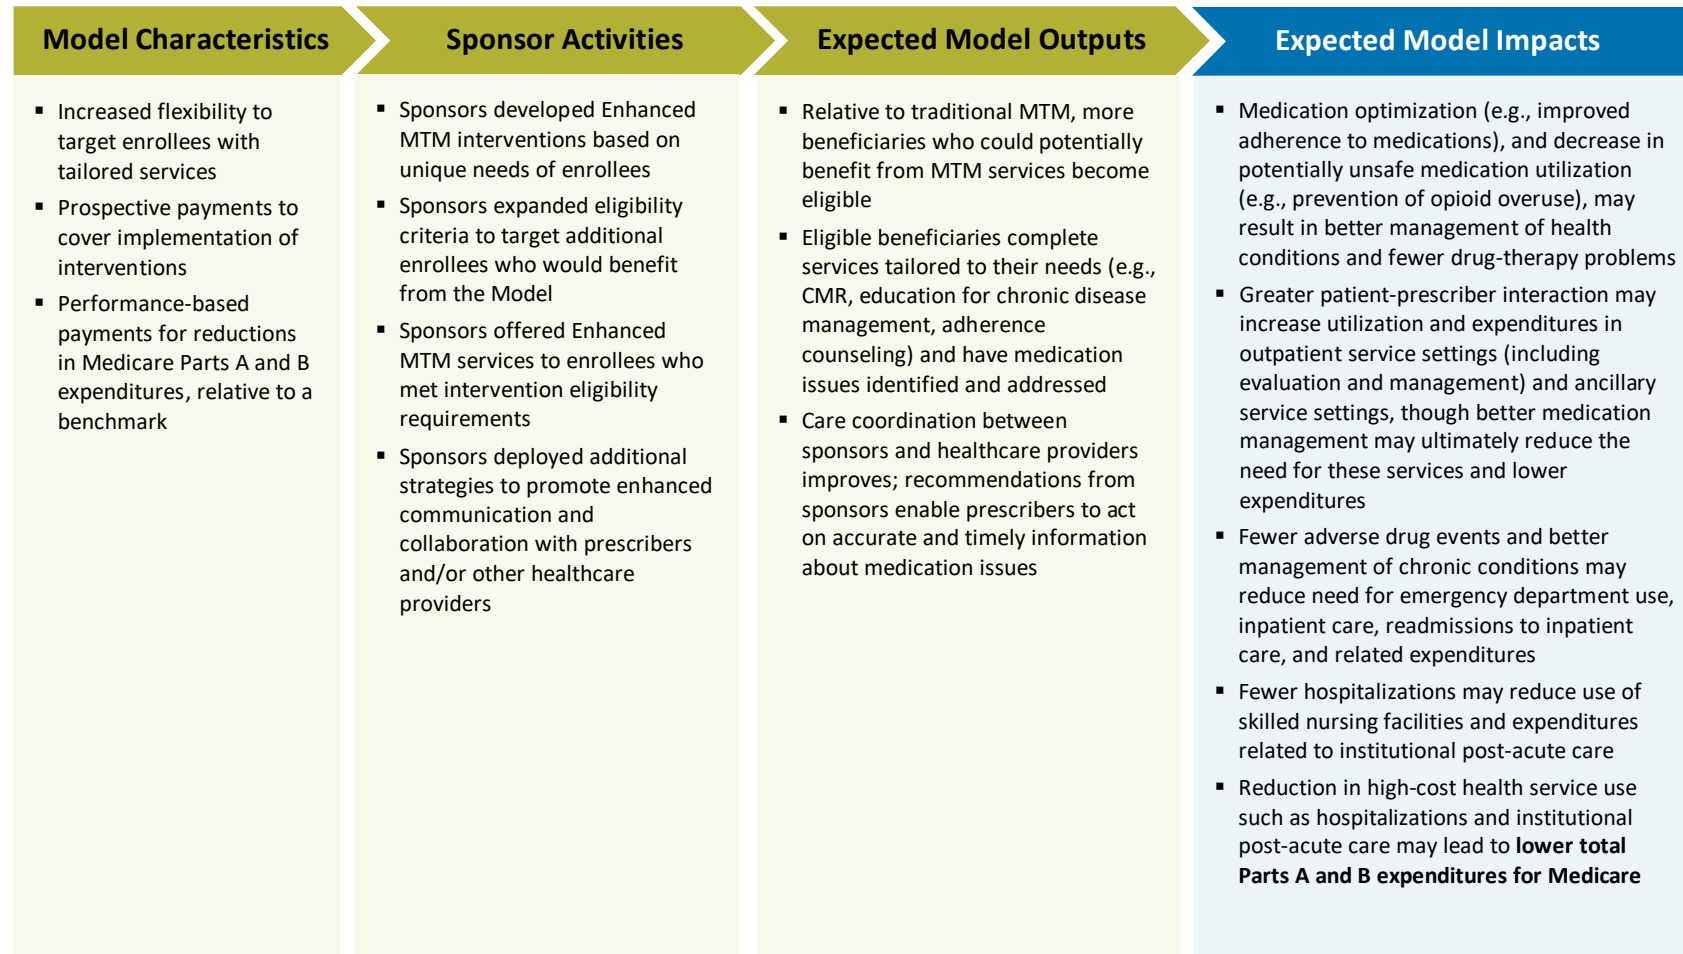 Model Characteristics
▪ Increased flexibility to
target enrollees with
tailored services
▪ Prospective payments to
cover implementation of
interventions
▪ Performance-based
payments for reductions
in Medicare Parts A and B
expenditures, relative to a
benchmark
Sponsor Activities
▪ Sponsors developed Enhanced
MTM interventions based on
unique needs of enrollees
▪ Sponsors expanded eligibility
criteria to target additional
enrollees who would benefit
from the Model
▪ Sponsors offered Enhanced
MTM services to enrollees who
met intervention eligibility
requirements
▪ Sponsors deployed additional
strategies to promote enhanced
communication and
collaboration with prescribers
and/or other healthcare
providers
Expected Model Outputs
▪ Relative to traditional MTM, more
beneficiaries who could potentially
benefit from MTM services become
eligible
▪ Eligible beneficiaries complete
services tailored to their needs (e.g.,
CMR, education for chronic disease
management, adherence
counseling) and have medication
issues identified and addressed
▪ Care coordination between
sponsors and healthcare providers
improves; recommendations from
sponsors enable prescribers to act
on accurate and timely information
about medication issues
Expected Model Impacts
▪ Medication optimization (e.g., improved
adherence to medications), and decrease in
potentially unsafe medication utilization
(e.g., prevention of opioid overuse), may
result in better management of health
conditions and fewer drug-therapy problems
▪ Greater patient-prescriber interaction may
increase utilization and expenditures in
outpatient service settings (including
evaluation and management) and ancillary
service settings, though better medication
management may ultimately reduce the
need for these services and lower
expenditures
▪ Fewer adverse drug events and better
management of chronic conditions may
reduce need for emergency department use,
inpatient care, readmissions to inpatient
care, and related expenditures
▪ Fewer hospitalizations may reduce use of
skilled nursing facilities and expenditures
related to institutional post-acute care
▪ Reduction in high-cost health service use
such as hospitalizations and institutional
post-acute care may lead to lower total
Parts A and B expenditures for Medicare